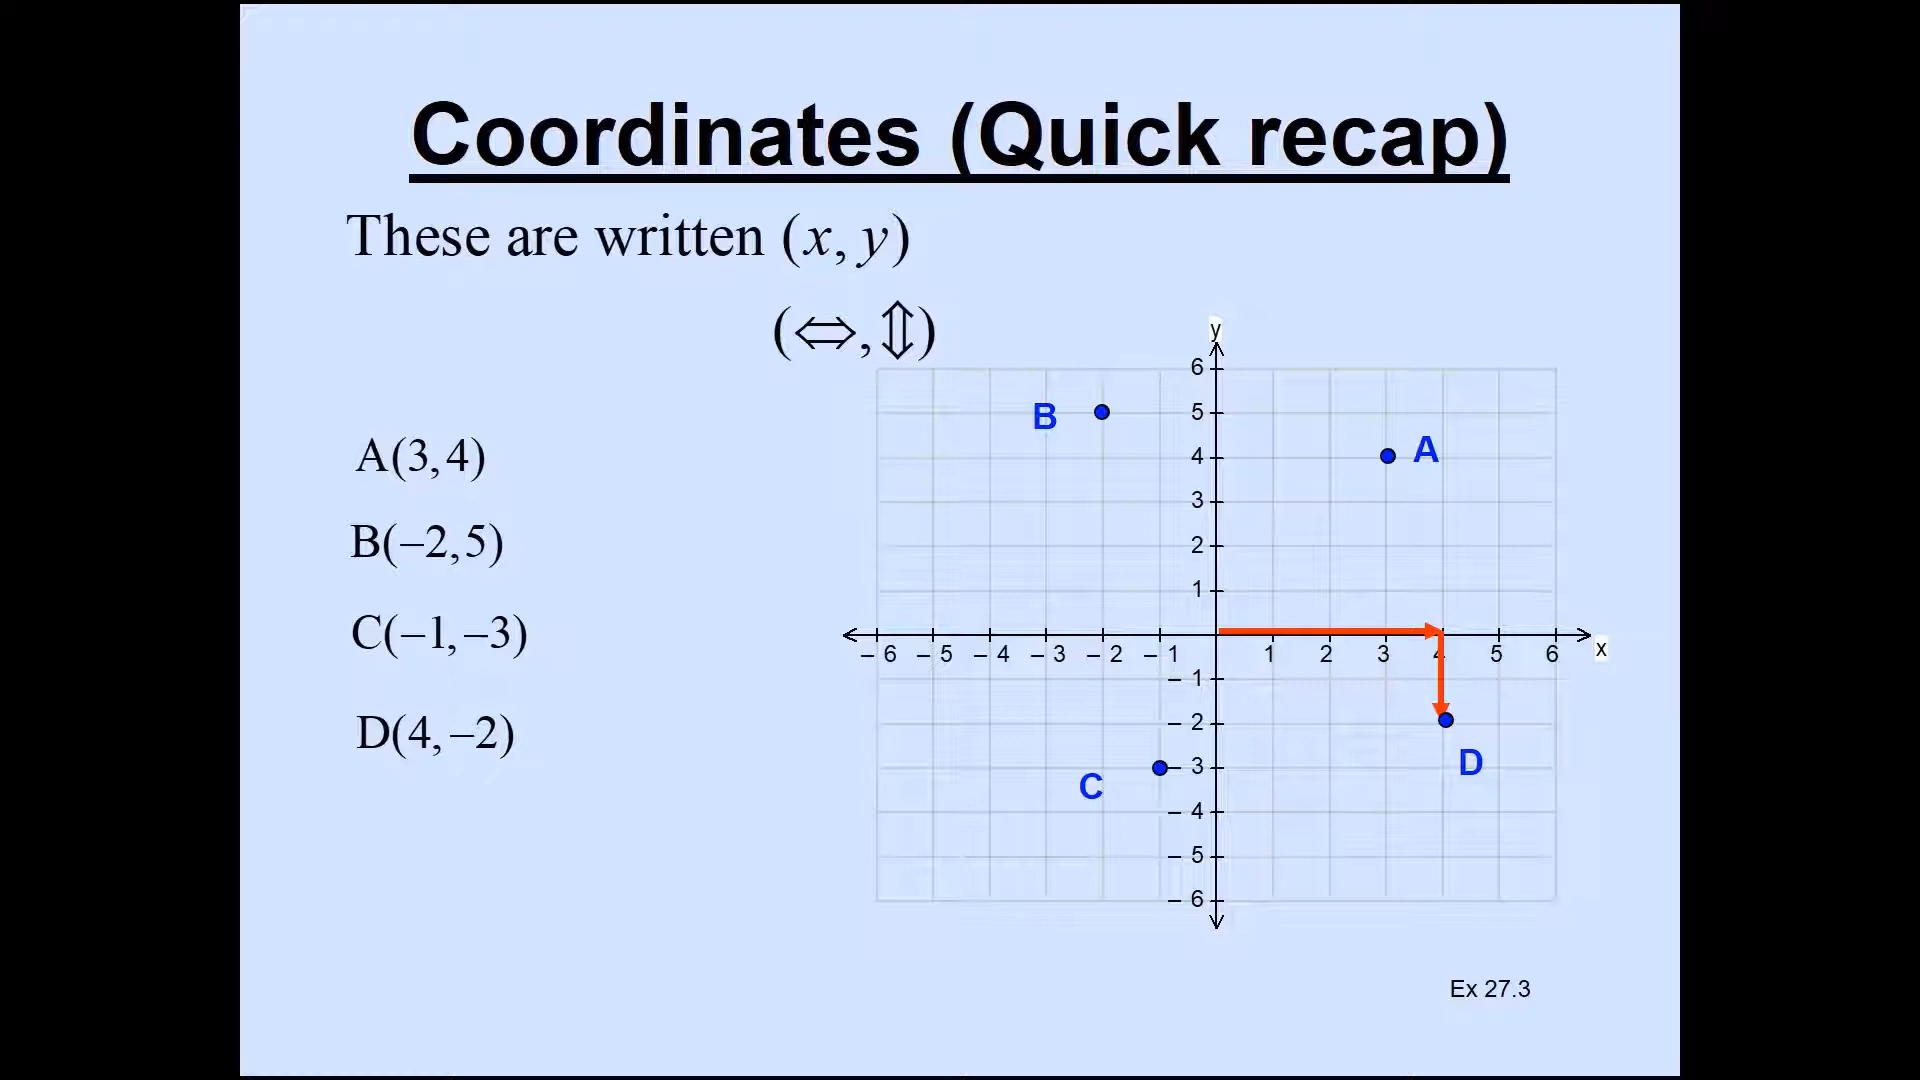 Coordinates (Quick recap)
These are written (x, y)
(⇔,⇕)
A(3,4)
B(–2,5)
C(–1,–3)
D(4,–2)
y
6
B
5
A
4
3
2
1
– 6 – 5 – 4 – 3 – 2 – 1 1 2 3 4 5 6 x
– 1
– 2
D
– 3
C
– 4
– 5
– 6
Ex 27.3